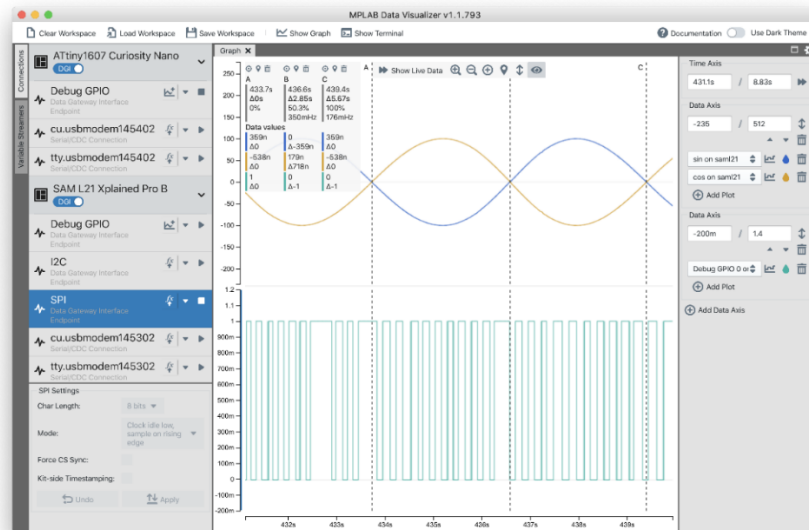 MPLAB Data Visualizer v1.1.793
Clear Workspace
Load Workspace
Save Workspace
Show Graph
Show Terminal
Documentation
Use Dark Theme
Connections
Variable Streamers
ATtiny1607 Curiosity Nano
DGI
Debug GPIO
Data Gateway Interface
Endpoint
cu.usbmodem145402
Serial/CDC Connection
tty.usbmodem145402
Serial/CDC Connection
SAM L21 Xplained Pro B
DGI
Debug GPIO
Data Gateway Interface
Endpoint
I2C
Data Gateway Interface
Endpoint
SPI
Data Gateway Interface
Endpoint
cu.usbmodem145302
Serial/CDC Connection
tty.usbmodem145302
Serial/CDC Connection
SPI Settings
Char Length:
8 bits
Mode:
Clock idle low,
sample on rising
edge
Force CS Sync:
Kit-side Timestamping:
Undo
Apply
Graph
Show Live Data
A
C
A B C
433.7s 436.6s 439.4s
Δ0s Δ2.85s Δ5.67s
0% 50.3% 100%
350mHz 176mHz
Data values
359n 0 369n
Δ0 Δ-359n Δ0
-538n 179n -538n
Δ0 Δ718n Δ0
1 0 0
Δ0 Δ-1 Δ-1
250
200
150
100
50
0
-50
-100
-150
-200
1.2
1.1
1
900m
800m
700m
600m
500m
400m
300m
200m
100m
0
-100m
-200m
432s 433s 434s 435s 436s 437s 438s 439s
Time Axis
431.1s / 8.83s
Data Axis
-235 / 512
sin on saml21
cos on saml21
Add Plot
Data Axis
-200m / 1.4
Debug GPIO 0 or
Add Plot
Add Data Axis